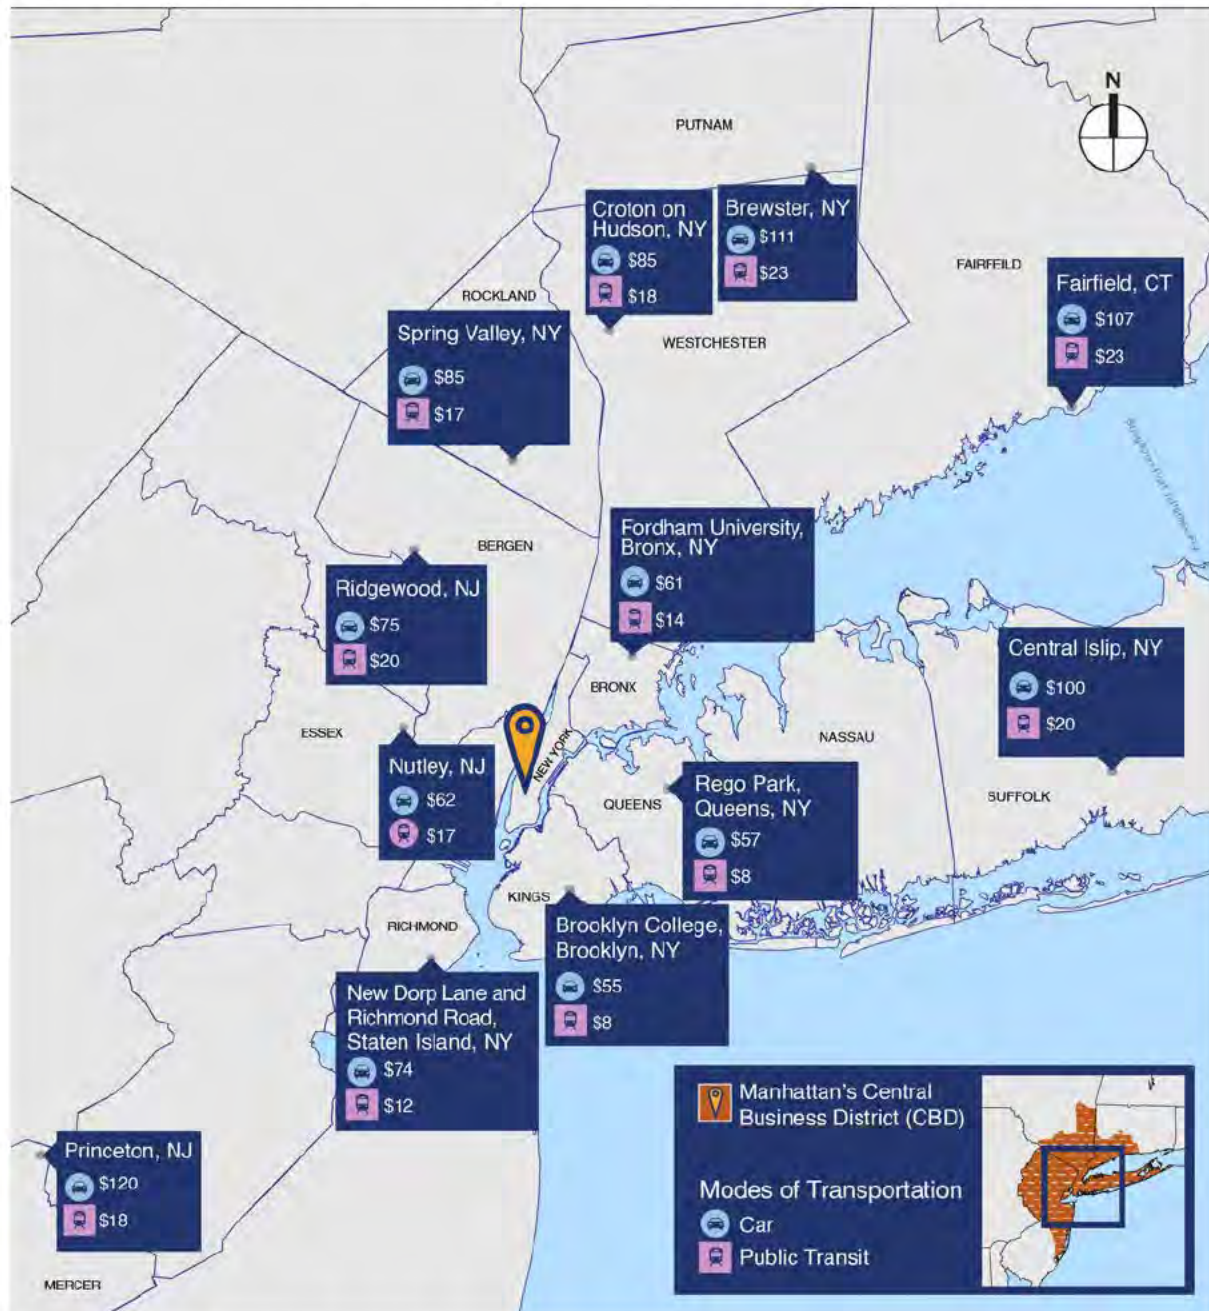 N
PUTNAM
Croton on
Hudson, NY
$85
$18
Brewster, NY
$111
$23
FAIRFEILD
Fairfield, CT
$107
$23
ROCKLAND
WESTCHESTER
Spring Valley, NY
$85
$17
Fordham University,
Bronx, NY
$61
$14
BERGEN
Ridgewood, NJ
$75
$20
Central Islip, NY
$100
$20
BRONX
ESSEX
NEW YORK
NASSAU
Nutley, NJ
$62
$17
QUEENS
Rego Park,
Queens, NY
$57
$8
SUFFOLK
KINGS
RICHMOND
Brooklyn College,
Brooklyn, NY
$55
$8
New Dorp Lane and
Richmond Road,
Staten Island, NY
$74
$12
Princeton, NJ
$120
$18
MERCER
Manhattan's Central
Business District (CBD)
Modes of Transportation
Car
Public Transit